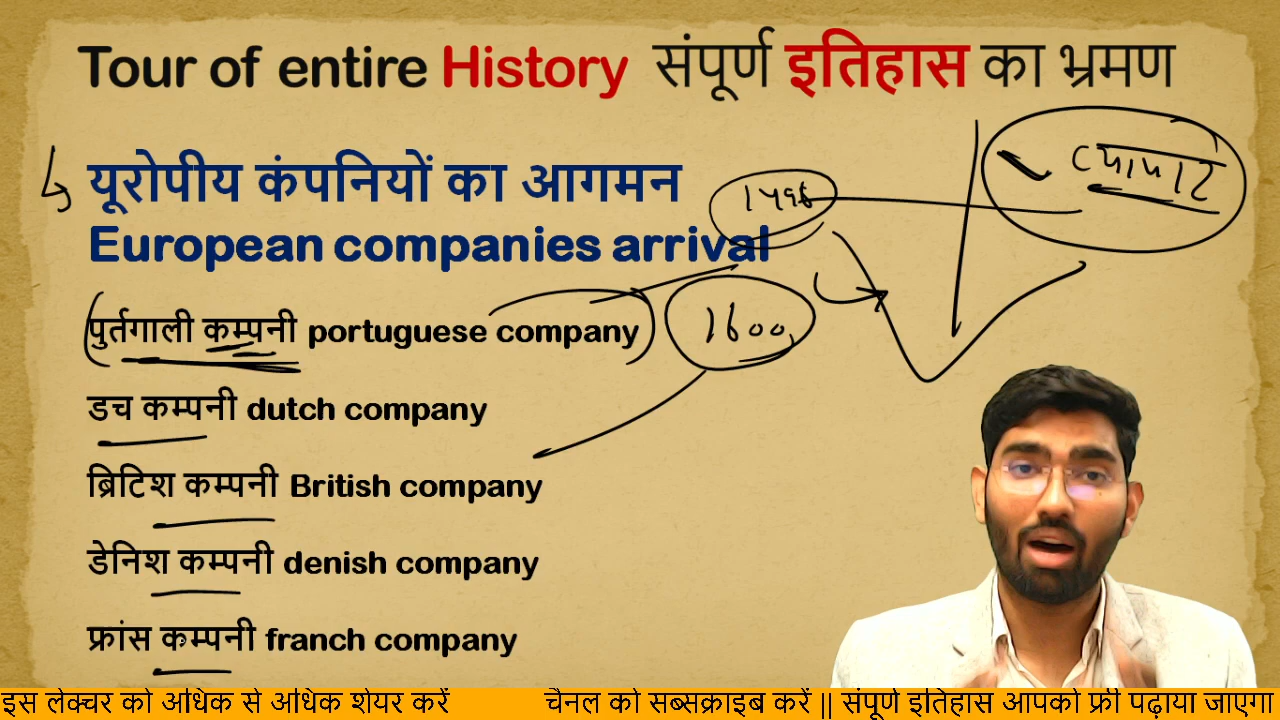 Tour of entire History संपूर्ण इतिहास का भ्रमण
यूरोपीय कंपनियों का आगमन
1498
व्यापार
European companies arrival
पुर्तगाली कम्पनी portuguese company
1600
डच कम्पनी dutch company
ब्रिटिश कम्पनी British company
डेनिश कम्पनी denish company
फ्रांस कम्पनी franch company
इस लेक्चर को अधिक से अधिक शेयर करें चैनल को सब्सक्राइब करें || संपूर्ण इतिहास आपको फ्री पढ़ाया जाएगा